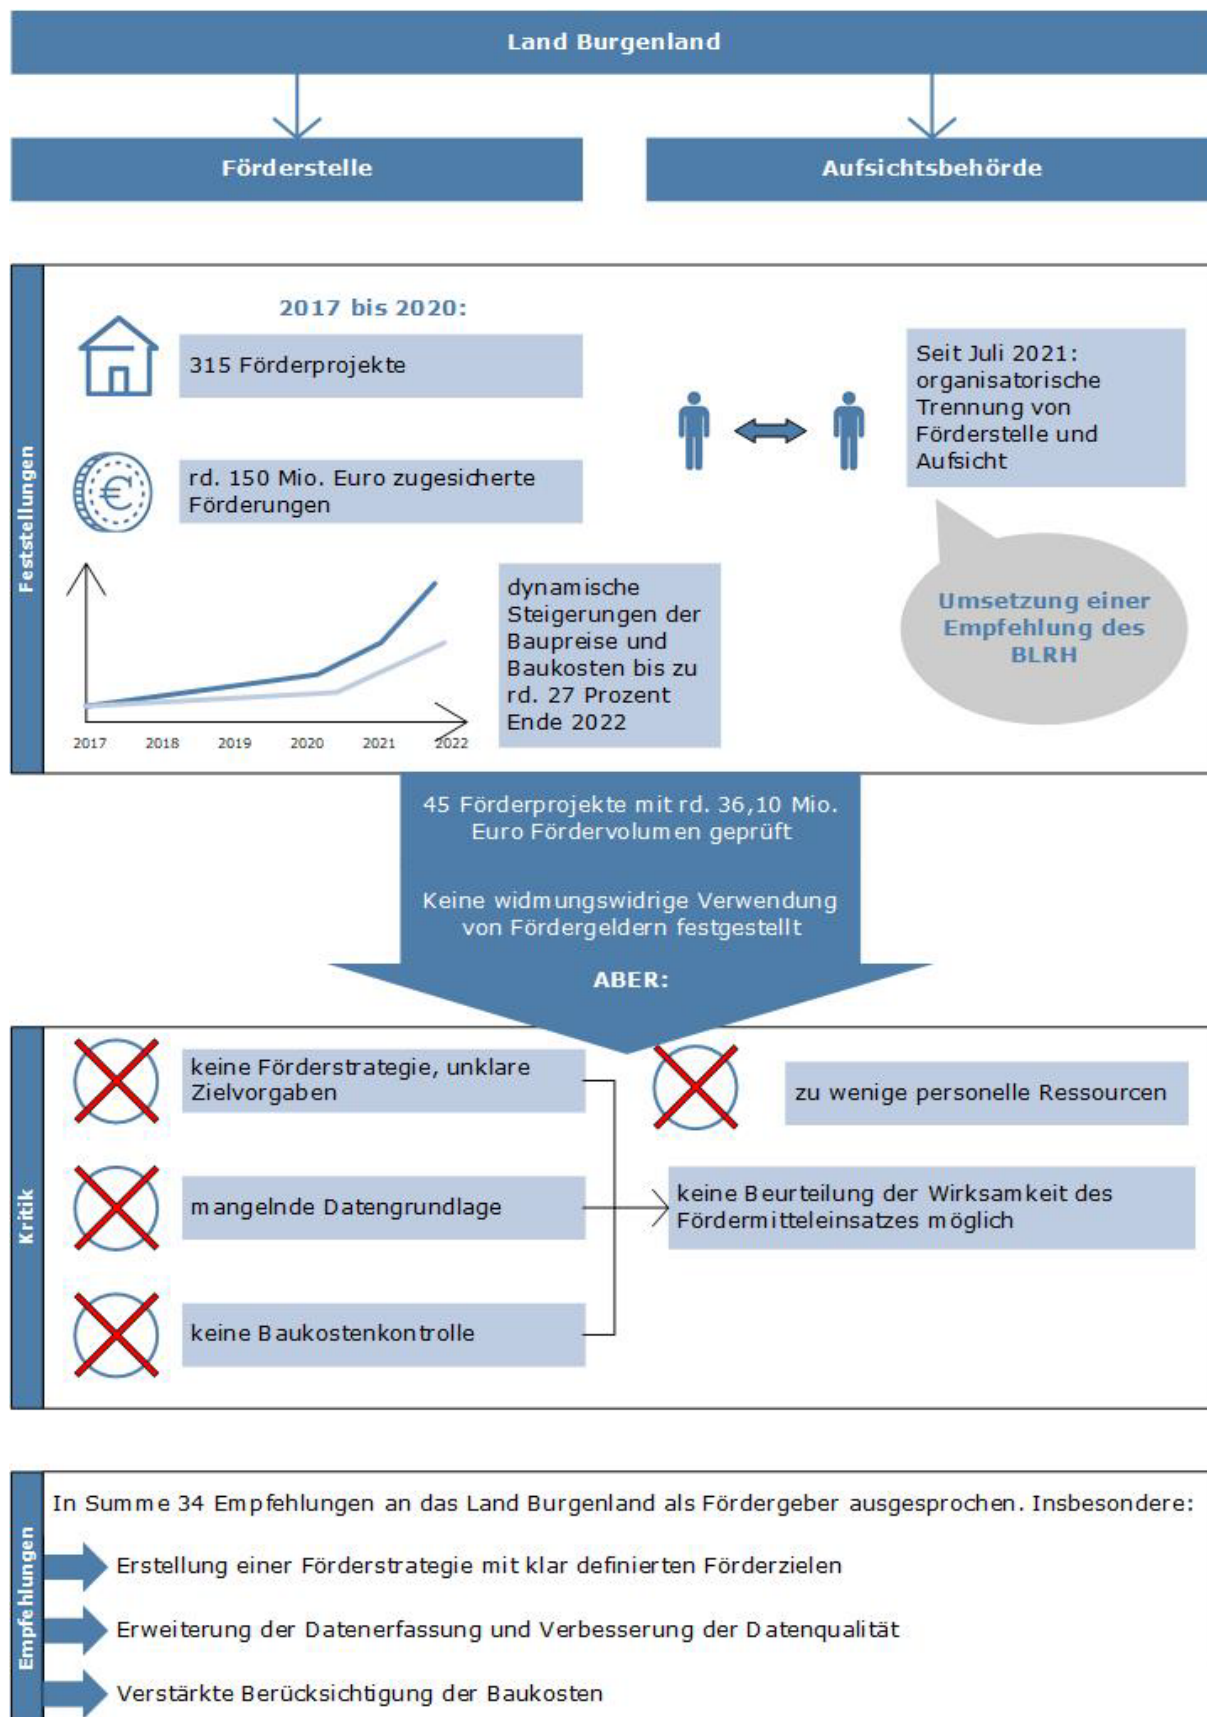 Land Burgenland
Förderstelle
Aufsichtsbehörde
Feststellungen
2017 bis 2020:
315 Förderprojekte
rd. 150 Mio. Euro zugesicherte
Förderungen
dynamische
Steigerungen der
Baupreise und
Baukosten bis zu
rd. 27 Prozent
Ende 2022
2017 2018 2019 2020 2021 2022
Seit Juli 2021:
organisatorische
Trennung von
Förderstelle und
Aufsicht
Umsetzung einer
Empfehlung des
BLRH
45 Förderprojekte mit rd. 36,10 Mio.
Euro Fördervolumen geprüft
Keine widmungswidrige Verwendung
von Fördergeldern festgestellt
ABER:
Kritik
keine Förderstrategie, unklare
Zielvorgaben
mangelnde Datengrundlage
keine Baukostenkontrolle
zu wenige personelle Ressourcen
keine Beurteilung der Wirksamkeit des
Fördermitteleinsatzes möglich
Empfehlungen
In Summe 34 Empfehlungen an das Land Burgenland als Fördergeber ausgesprochen. Insbesondere:
Erstellung einer Förderstrategie mit klar definierten Förderzielen
Erweiterung der Datenerfassung und Verbesserung der Datenqualität
Verstärkte Berücksichtigung der Baukosten